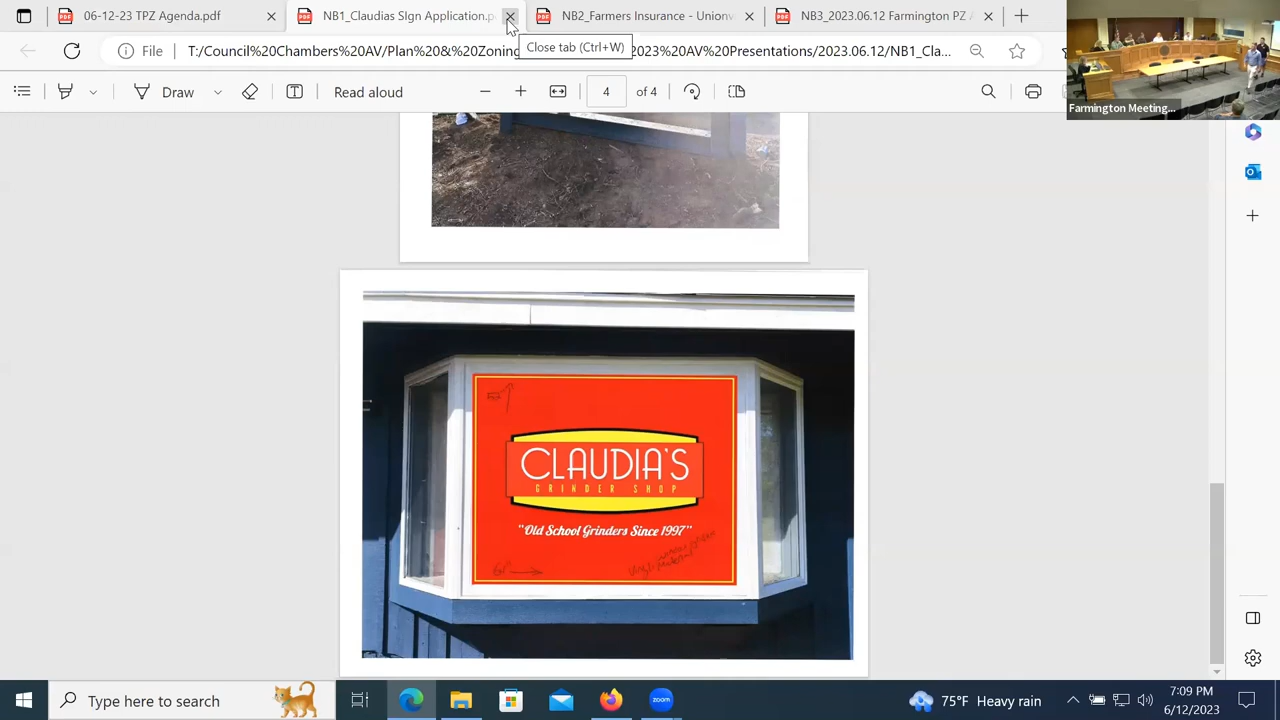 06-12-23 TPZ Agenda.pdf
NB1_Claudias SIgn Application.p
NB2_Farmers Insurance - Unionv
NB3_2023.06.12 Farmington PZ A
File
T:/Council%20Chambers%20AV/Plan%20&%20Zoning
2023%20AV%20Presentations/2023.06.12/NB1_Cla...
Close tab (Ctrl+W)
Draw
Read aloud
4
of 4
Farmington Meeting...
CLAUDIA'S
GRINDER SHOP
"Old School Grinders Since 1997"
Type here to search
zoom
75°F Heavy rain
7:09 PM
6/12/2023